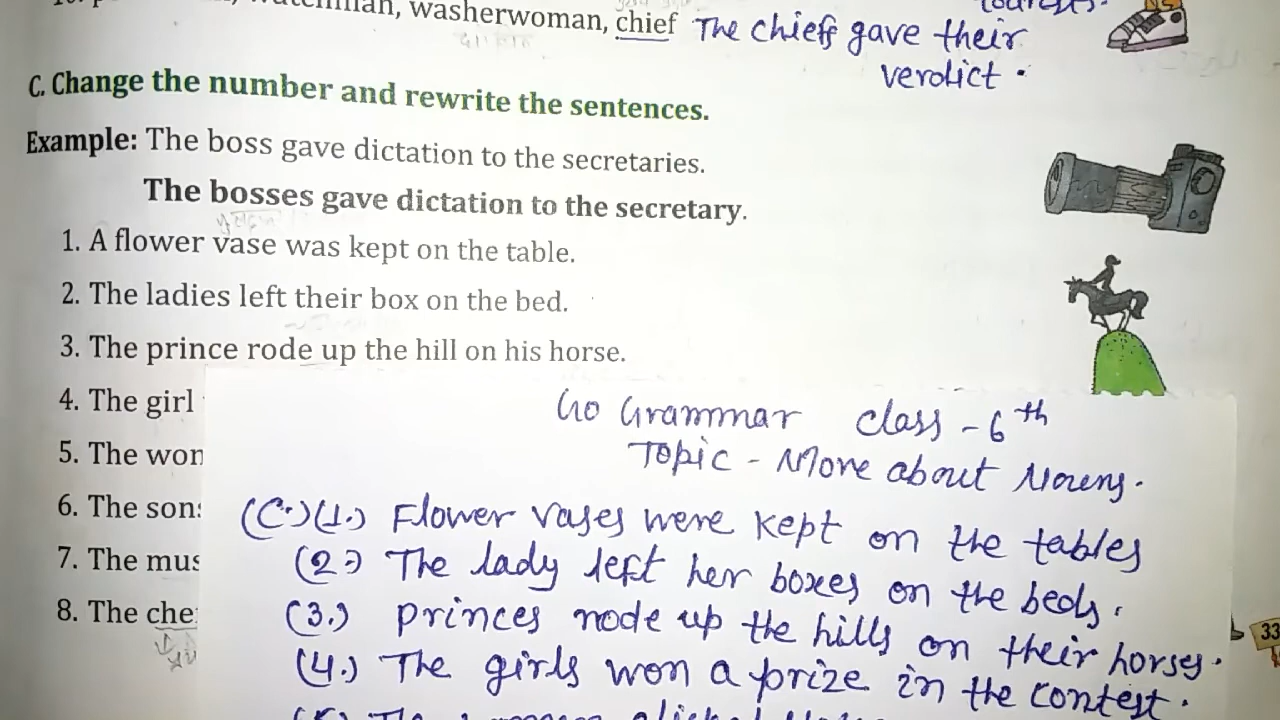 washerwoman, chief The chiefs gave their
verdict.
C. Change the number and rewrite the sentences.
Example: The boss gave dictation to the secretaries.
The bosses gave dictation to the secretary.
1. A flower vase was kept on the table.
2. The ladies left their box on the bed.
3. The prince rode up the hill on his horse.
4. The girl
5. The won
6. The sons
7. The mus
8. The che
Go Grammar class - 6th
Topic - More about Nouns.
(C.) (1.) Flower vases were kept on the tables
(2.) The lady left her boxes on the beds.
(3.) Princes rode up the hills on their horses.
(4.) The girls won a prize in the contest.
33